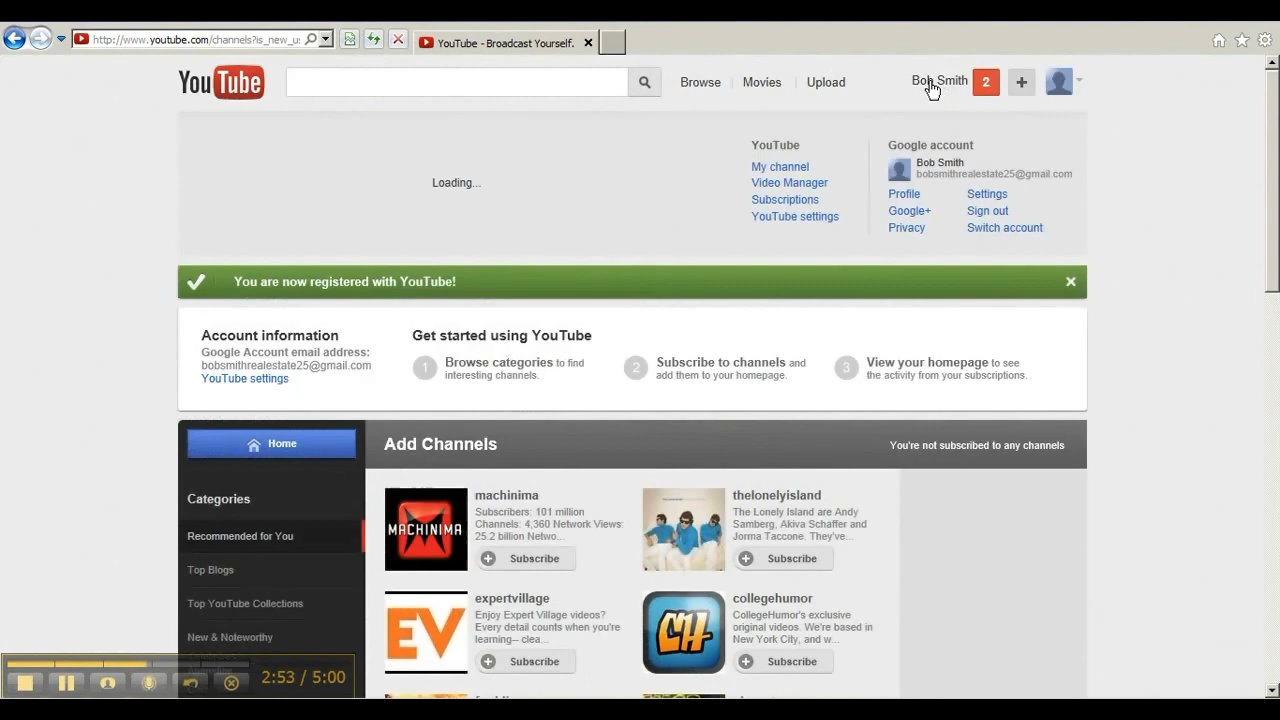 http://www.youtube.com/channels?is_new_u
YouTube - Broadcast Yourself.
YouTube
Browse
Movies
Upload
Bob Smith
2
Loading...
YouTube
My channel
Video Manager
Subscriptions
YouTube settings
Google account
Bob Smith
bobsmithrealestate25@gmail.com
Profile
Settings
Google+
Sign out
Privacy
Switch account
You are now registered with YouTube!
Account information
Google Account email address:
bobsmithrealestate25@gmail.com
YouTube settings
Get started using YouTube
1
Browse categories to find
interesting channels.
2
Subscribe to channels and
add them to your homepage.
3
View your homepage to see
the activity from your subscriptions.
Home
Add Channels
You're not subscribed to any channels
Categories
Recommended for You
Top Blogs
Top YouTube Collections
New & Noteworthy
MACHINIMA
machinima
Subscribers: 101 million
Channels: 4,360 Network Views:
25.2 billion Netwo...
Subscribe
thelonelyisland
The Lonely Island are Andy
Samberg, Akiva Schaffer and
Jorma Taccone. They've...
Subscribe
EV
expertvillage
Enjoy Expert Village videos?
Every detail counts when you're
learning-- clea...
Subscribe
CH
collegehumor
CollegeHumor's exclusive
original videos. We're based in
New York City, and w...
Subscribe
2:53 / 5:00